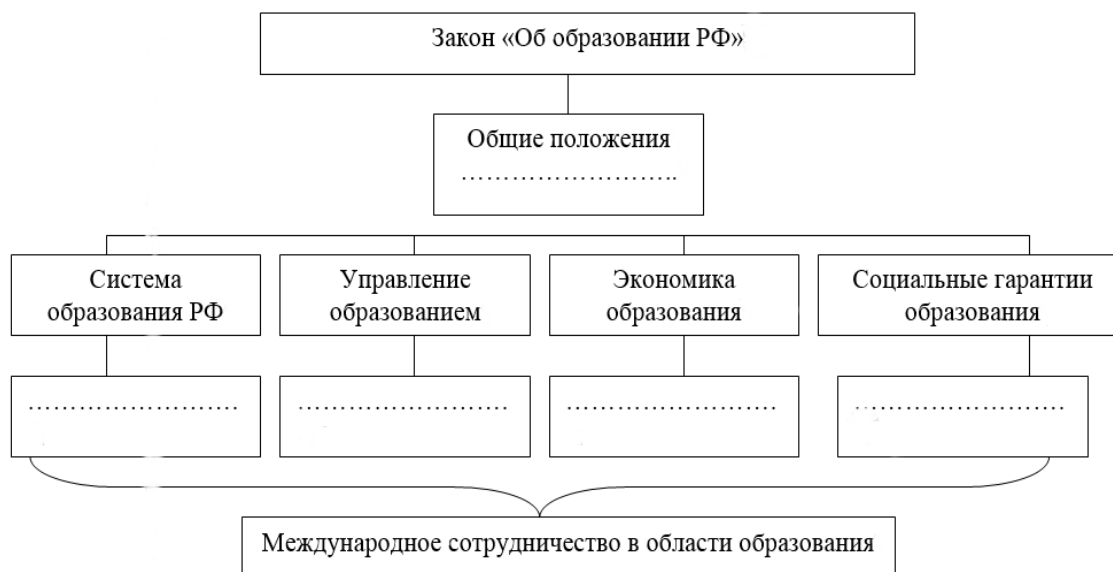 Закон «Об образовании РФ»
Общие положения
……………………..
Система
образования РФ
Управление
образованием
Экономика
образования
Социальные гарантии
образования
…………………….
…………………….
…………………….
…………………….
Международное сотрудничество в области образования